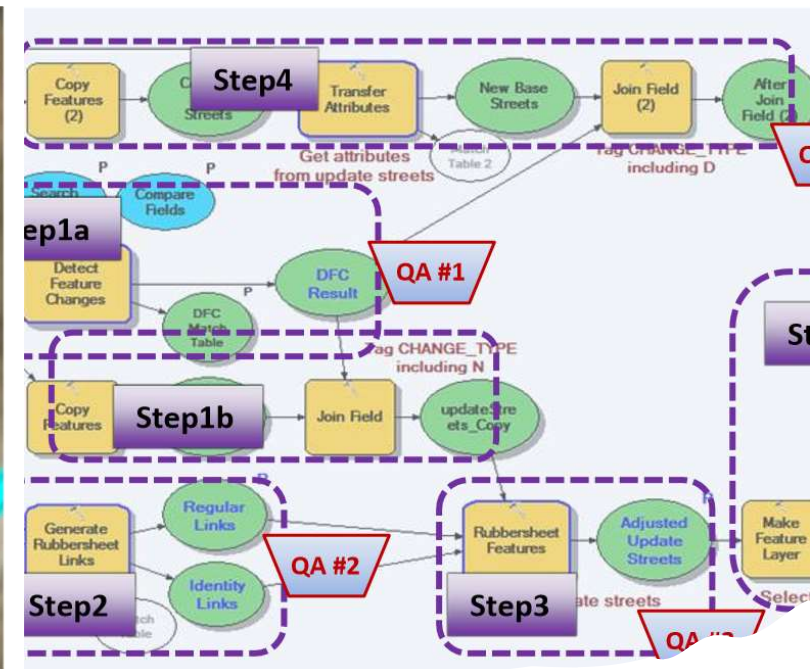 Copy
Features
(2)
Streets
Step4
Transfer
Attributes
New Base
Streets
Join Field
(2)
After
Join
Field (2)
Get attributes
from update streets
Table 2
Tag CHANGE_TYPE
including D
P
P
Search
Compare
Fields
Detect
Feature
Changes
P
DFC
Result
QA #1
DFC
Match
Table
Tag CHANGE_TYPE
including N
Copy
Features
Step1b
Join Field
updateStre
ets_Copy
Generate
Rubbersheet
Links
Regular
Links
Identity
Links
QA #2
Step2
Rubbersheet
Features
Adjusted
Update
Streets
Make
Feature
Layer
Step3
streets
QA